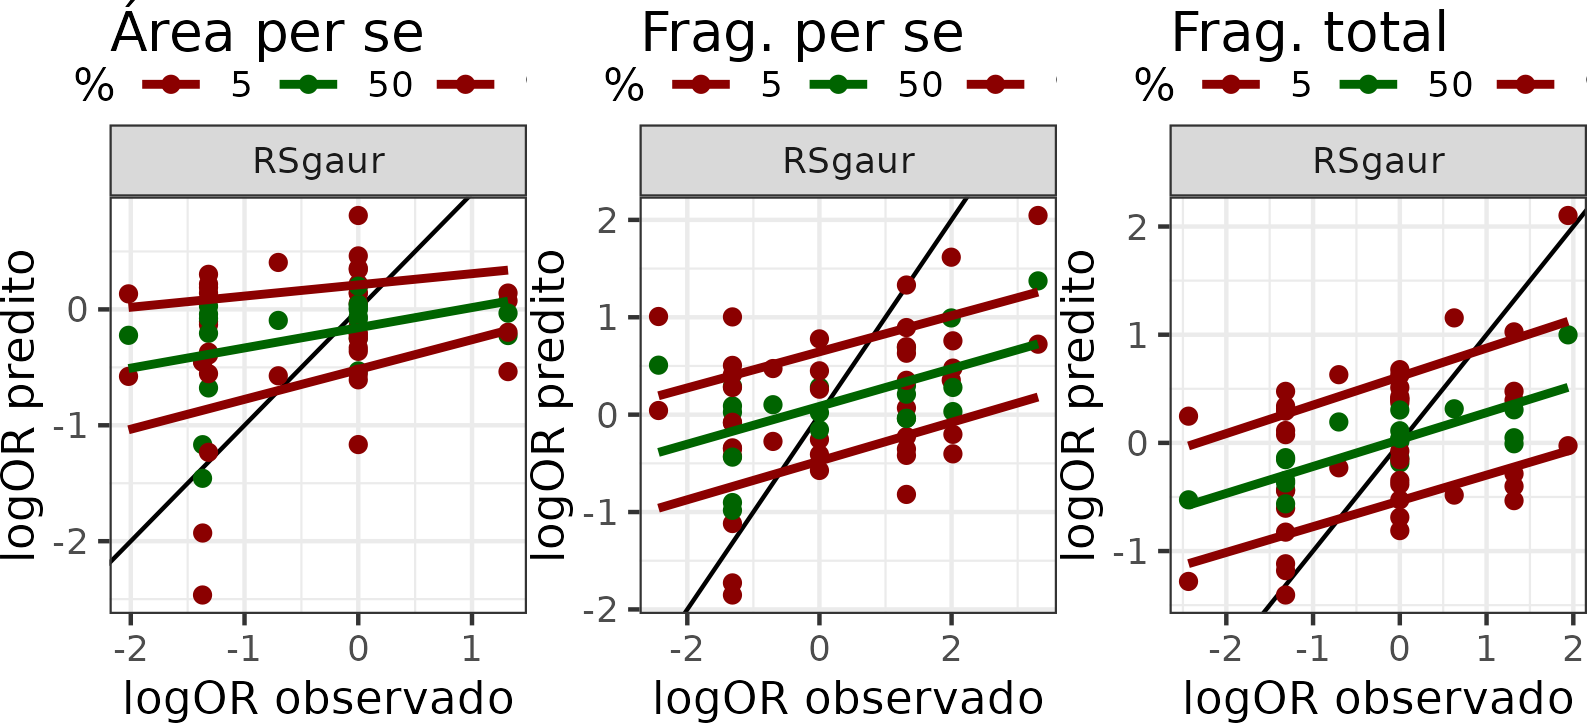 Área per se
% 5 50
RSgaur
logOR predito
0
-1
-2
-2 -1 0 1
logOR observado
Frag. per se
% 5 50
RSgaur
logOR predito
2
1
0
-1
-2
-2 0 2
logOR observado
Frag. total
% 5 50
RSgaur
logOR predito
2
1
0
-1
-2 -1 0 1 2
logOR observado